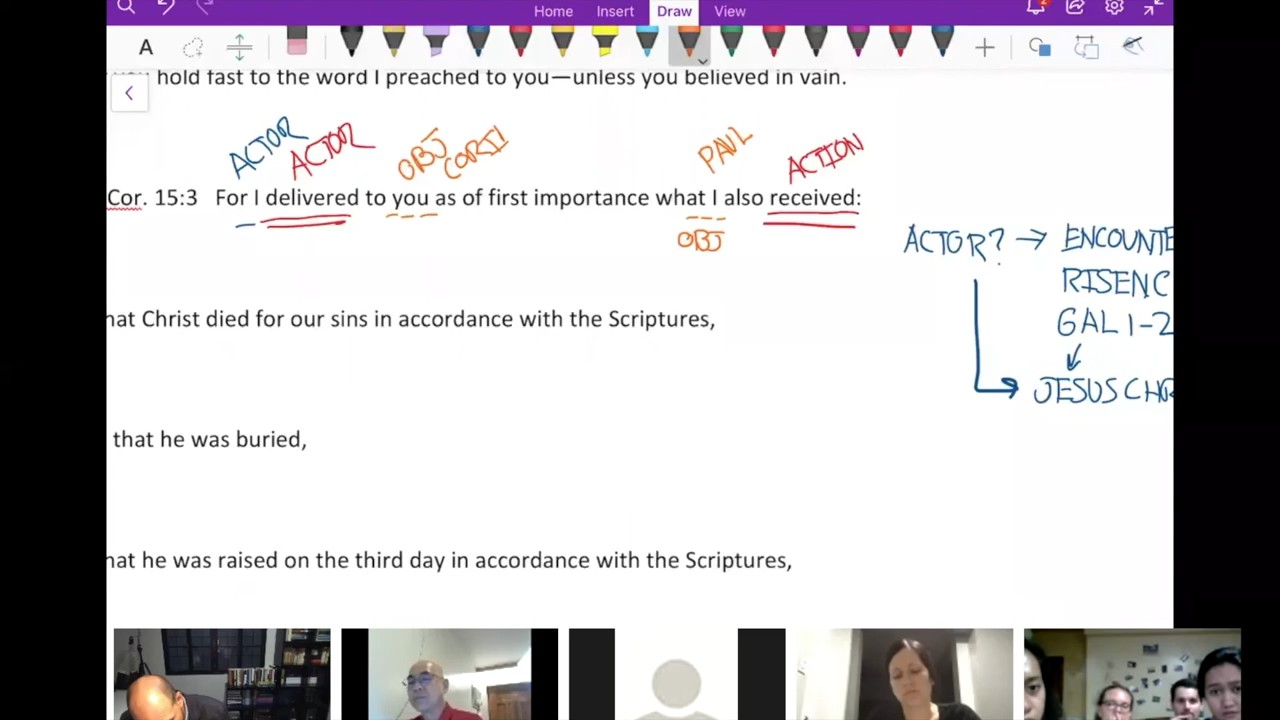 Home Insert Draw View
A
hold fast to the word I preached to you—unless you believed in vain.
ACTOR ACTOR OBJ CORTH PAUL ACTION
Cor. 15:3 For I delivered to you as of first importance what I also received:
OBJ
ACTOR? → ENCOUNTE
RISENC
GAL 1-2
JESUS CHR
hat Christ died for our sins in accordance with the Scriptures,
that he was buried,
hat he was raised on the third day in accordance with the Scriptures,